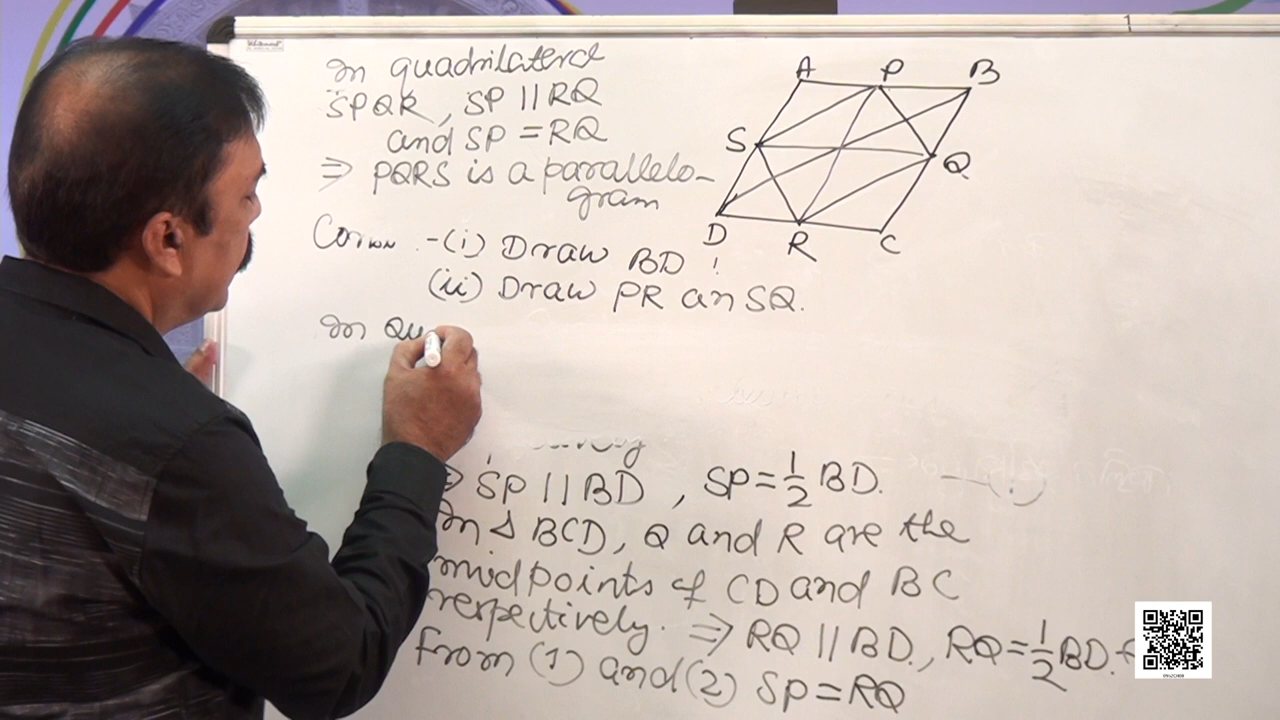 In quadrilateral
SPQR, SP || RQ
and SP = RQ
⇒ PQRS is a parallelo-
gram
Conn. -(i) Draw BD
(ii) Draw PR an SQ.
In Qu
A P B
S Q
D R C
⇒ SP || BD, SP = 1/2 BD.
In Δ BCD, Q and R are the
midpoints of CD and BC
respectively. ⇒ RQ || BD., RQ = 1/2 BD.
From (1) and (2) SP = RQ